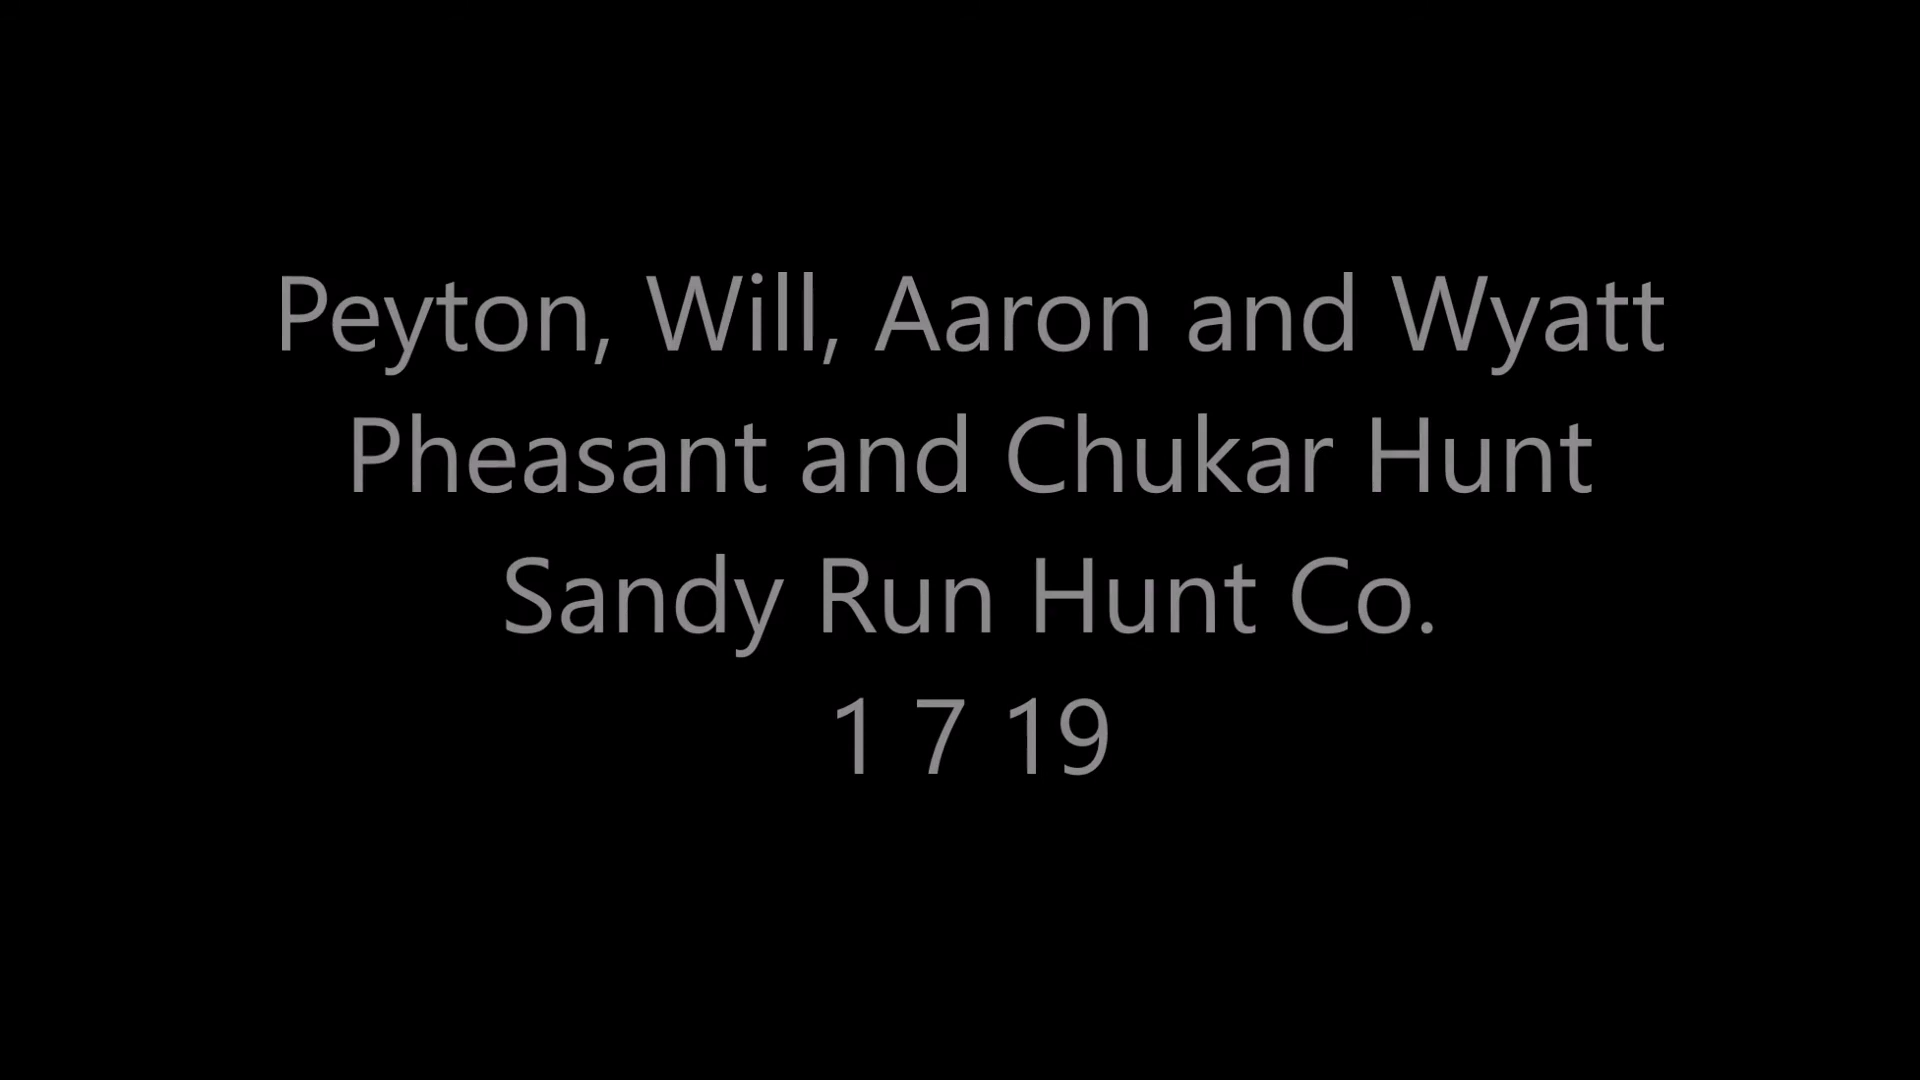 Peyton, Will, Aaron and Wyatt
Pheasant and Chukar Hunt
Sandy Run Hunt Co.
1 7 19